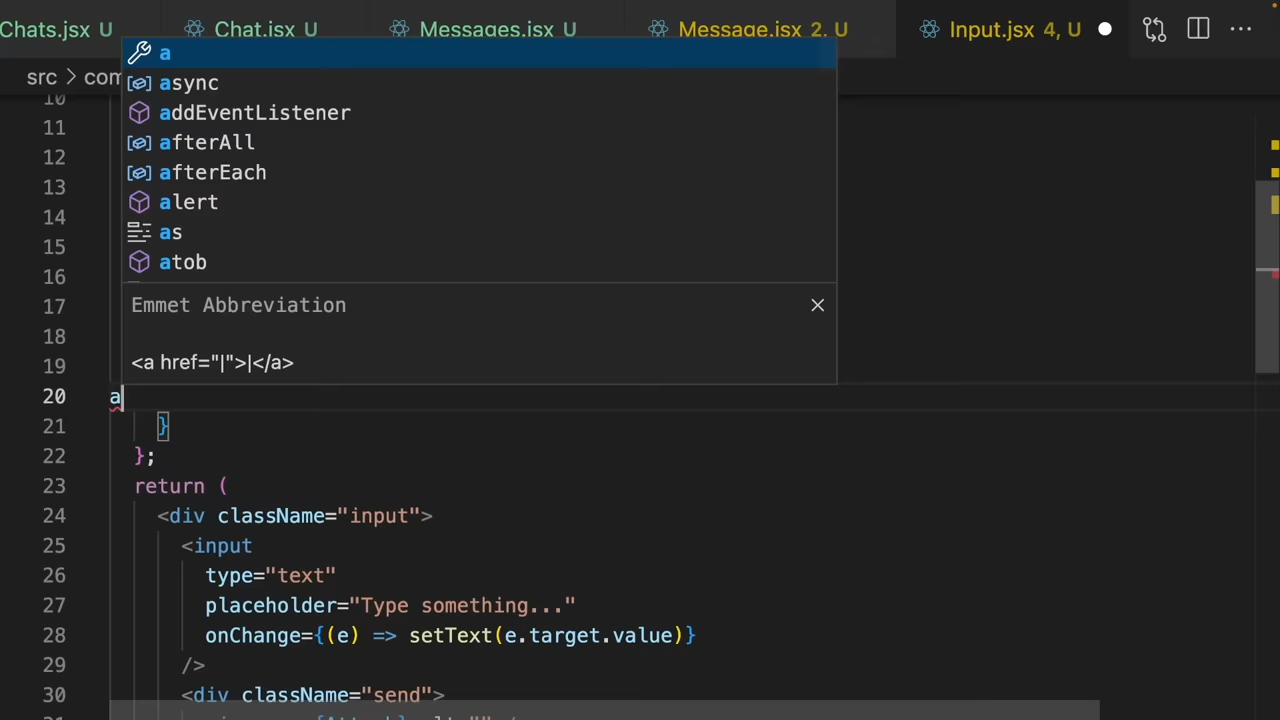 Chats.jsx U Chat.jsx U Messages.jsx U Message.jsx 2, U Input.jsx 4, U
src > com
10
11
12
13
14
15
16
17
18
19
a
async
addEventListener
afterAll
afterEach
alert
as
atob
Emmet Abbreviation
<a href="|">|</a>
20 a
21 }
22 };
23 return (
24 <div className="input">
25 <input
26 type="text"
27 placeholder="Type something..."
28 onChange={(e) => setText(e.target.value)}
29 />
30 <div className="send">